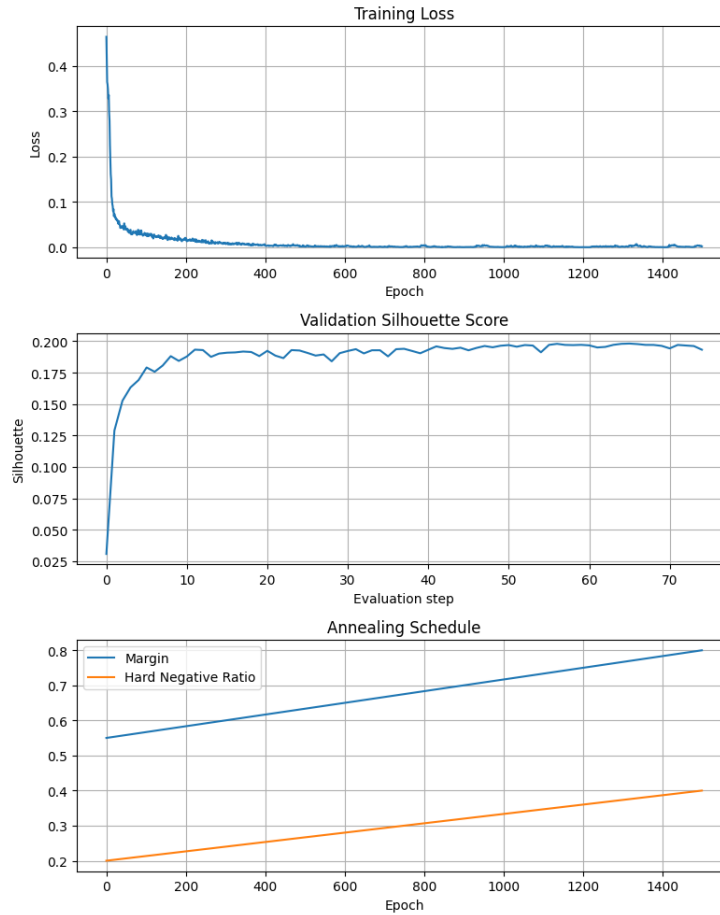 Training Loss
0.4
0.3
0.2
0.1
0.0
Loss
0 200 400 600 800 1000 1200 1400
Epoch
Validation Silhouette Score
0.200
0.175
0.150
0.125
0.100
0.075
0.050
0.025
Silhouette
0 10 20 30 40 50 60 70
Evaluation step
Annealing Schedule
Margin
Hard Negative Ratio
0.8
0.7
0.6
0.5
0.4
0.3
0.2
0 200 400 600 800 1000 1200 1400
Epoch